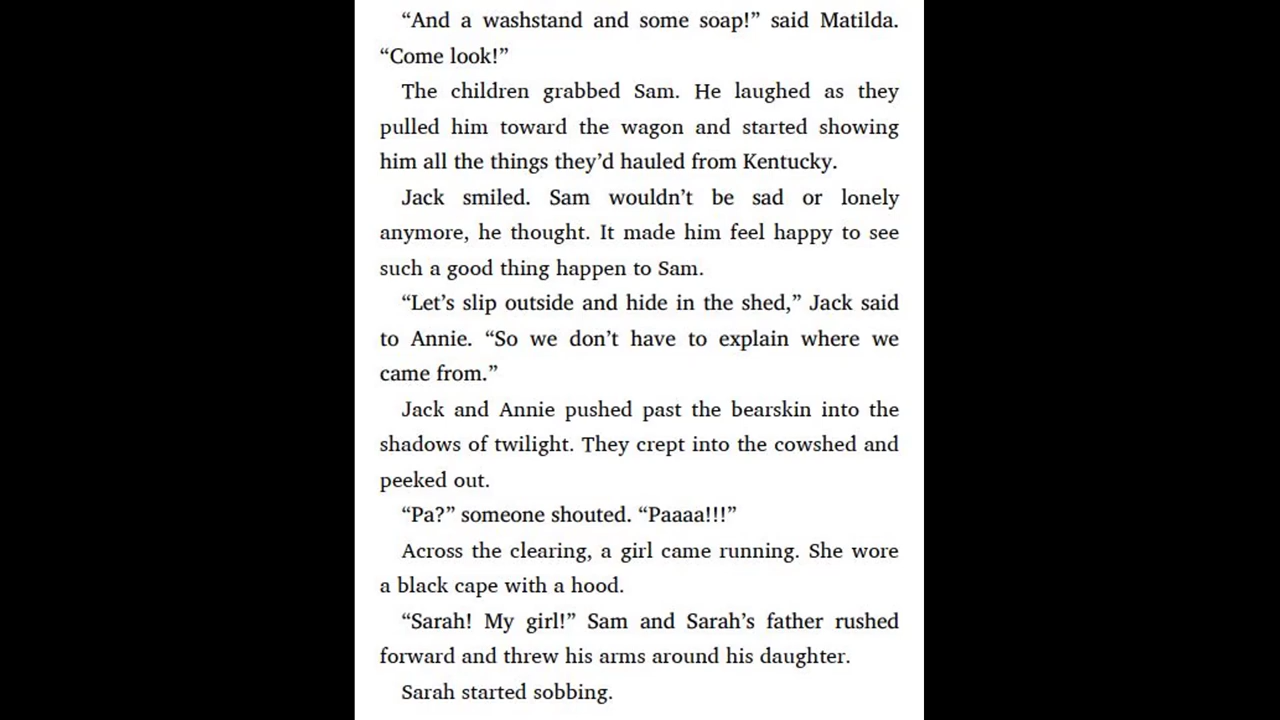 “And a washstand and some soap!” said Matilda.
“Come look!”
The children grabbed Sam. He laughed as they
pulled him toward the wagon and started showing
him all the things they’d hauled from Kentucky.
Jack smiled. Sam wouldn’t be sad or lonely
anymore, he thought. It made him feel happy to see
such a good thing happen to Sam.
“Let’s slip outside and hide in the shed,” Jack said
to Annie. “So we don’t have to explain where we
came from.”
Jack and Annie pushed past the bearskin into the
shadows of twilight. They crept into the cowshed and
peeked out.
“Pa?” someone shouted. “Paaaa!!!”
Across the clearing, a girl came running. She wore
a black cape with a hood.
“Sarah! My girl!” Sam and Sarah’s father rushed
forward and threw his arms around his daughter.
Sarah started sobbing.